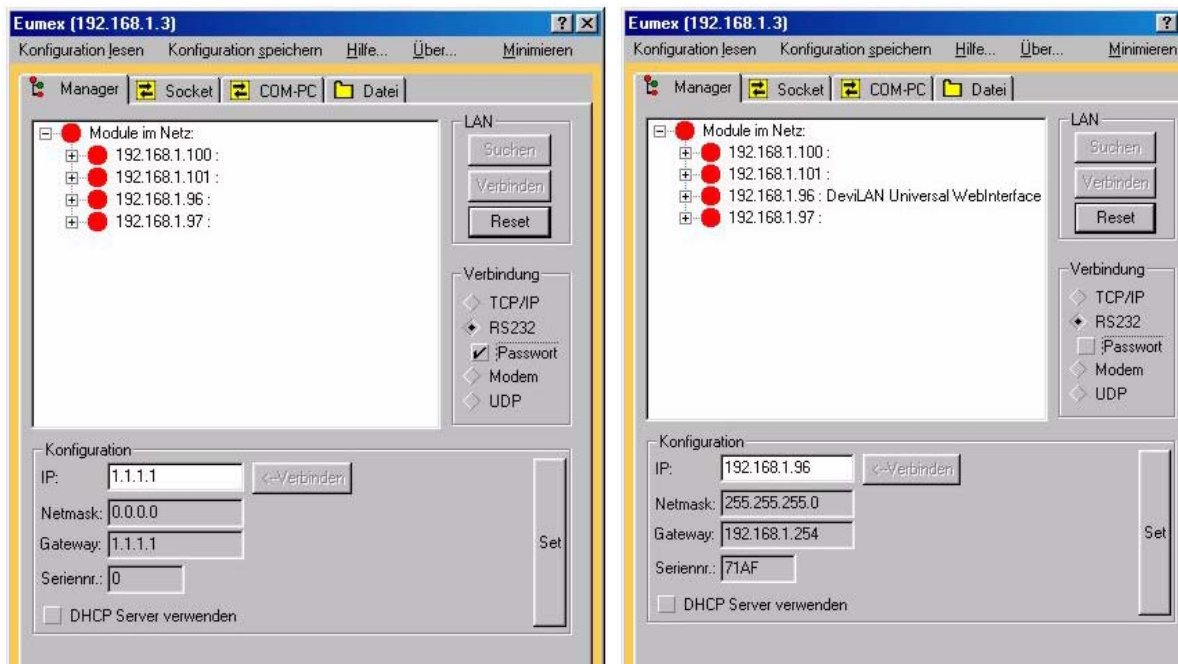 Eumex (192.168.1.3)
Konfiguration lesen Konfiguration speichern Hilfe... Über... Minimieren
Manager Socket COM-PC Datei
Module im Netz:
192.168.1.100 :
192.168.1.101 :
192.168.1.96 :
192.168.1.97 :
LAN
Suchen
Verbinden
Reset
Verbindung
TCP/IP
RS232
Passwort
Modem
UDP
Konfiguration
IP: 1.1.1.1 <--Verbinden
Netmask: 0.0.0.0
Gateway: 1.1.1.1
Seriennr.: 0
DHCP Server verwenden
Set
Eumex (192.168.1.3)
Konfiguration lesen Konfiguration speichern Hilfe... Über... Minimieren
Manager Socket COM-PC Datei
Module im Netz:
192.168.1.100 :
192.168.1.101 :
192.168.1.96 : DeviLAN Universal WebInterface
192.168.1.97 :
LAN
Suchen
Verbinden
Reset
Verbindung
TCP/IP
RS232
Passwort
Modem
UDP
Konfiguration
IP: 192.168.1.96 <--Verbinden
Netmask: 255.255.255.0
Gateway: 192.168.1.254
Seriennr.: 71AF
DHCP Server verwenden
Set